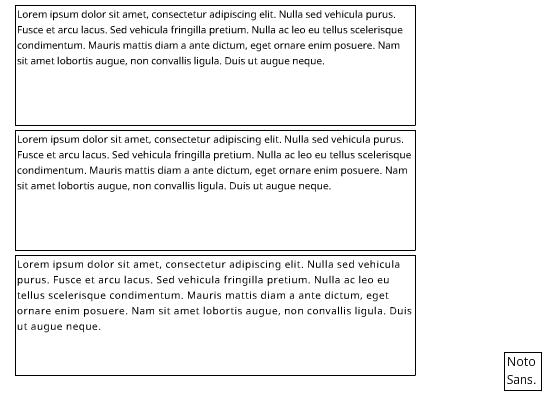 Lorem ipsum dolor sit amet, consectetur adipiscing elit. Nulla sed vehicula purus.
Fusce et arcu lacus. Sed vehicula fringilla pretium. Nulla ac leo eu tellus scelerisque
condimentum. Mauris mattis diam a ante dictum, eget ornare enim posuere. Nam
sit amet lobortis augue, non convallis ligula. Duis ut augue neque.
Lorem ipsum dolor sit amet, consectetur adipiscing elit. Nulla sed vehicula purus.
Fusce et arcu lacus. Sed vehicula fringilla pretium. Nulla ac leo eu tellus scelerisque
condimentum. Mauris mattis diam a ante dictum, eget ornare enim posuere. Nam
sit amet lobortis augue, non convallis ligula. Duis ut augue neque.
Lorem ipsum dolor sit amet, consectetur adipiscing elit. Nulla sed vehicula
purus. Fusce et arcu lacus. Sed vehicula fringilla pretium. Nulla ac leo eu
tellus scelerisque condimentum. Mauris mattis diam a ante dictum, eget
ornare enim posuere. Nam sit amet lobortis augue, non convallis ligula. Duis
ut augue neque.
Noto
Sans.